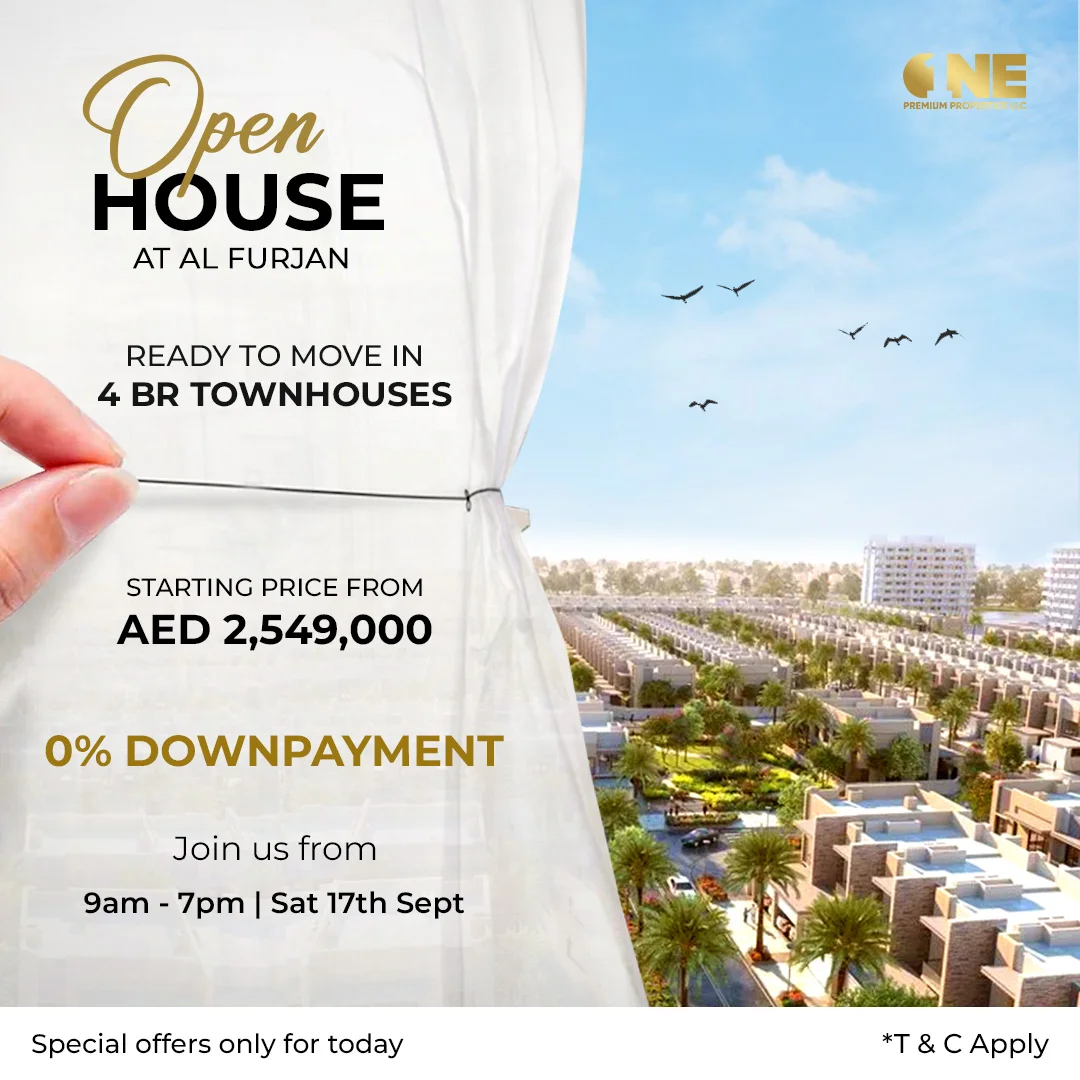 Open
HOUSE
AT AL FURJAN
READY TO MOVE IN
4 BR TOWNHOUSES
STARTING PRICE FROM
AED 2,549,000
0% DOWNPAYMENT
Join us from
9am - 7pm | Sat 17th Sept
ONE
PREMIUM
Special offers only for today
*T & C Apply